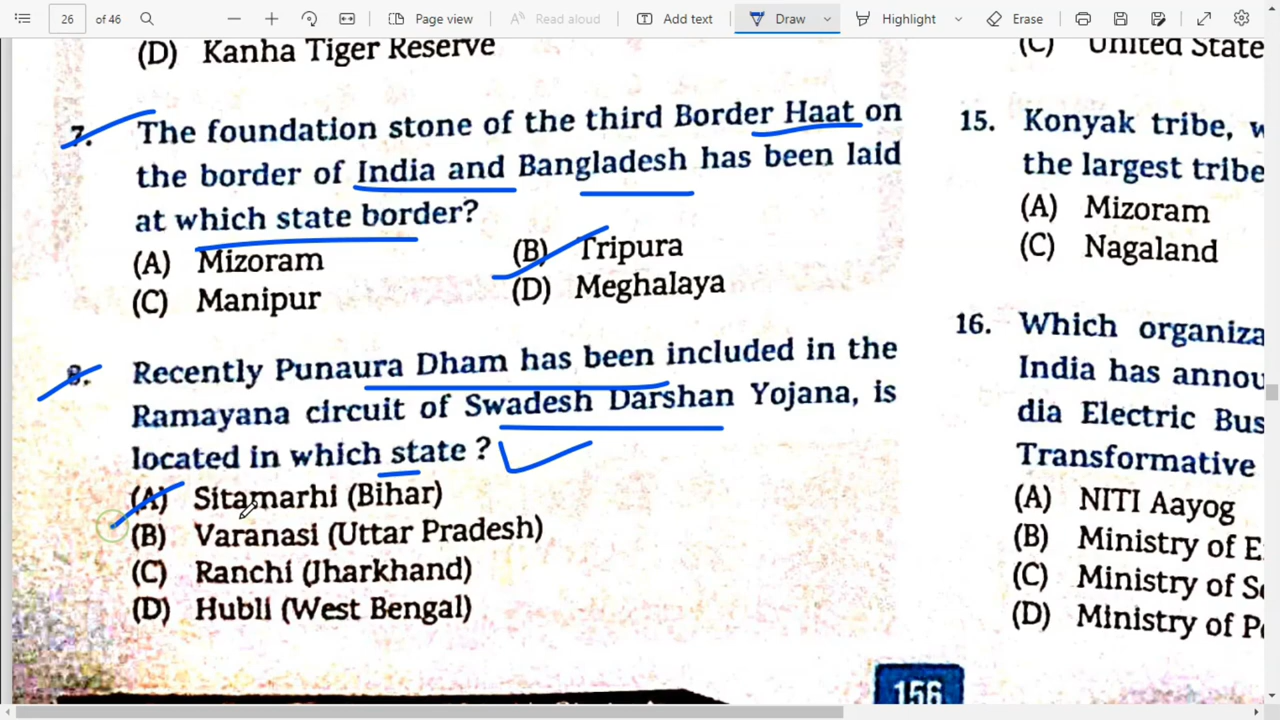 26 of 46 Page view Read aloud Add text Draw Highlight Erase
(D) Kanha Tiger Reserve
7. The foundation stone of the third Border Haat on
the border of India and Bangladesh has been laid
at which state border?
(A) Mizoram (B) Tripura
(C) Manipur (D) Meghalaya
8. Recently Punaura Dham has been included in the
Ramayana circuit of Swadesh Darshan Yojana, is
located in which state ?
(A) Sitamarhi (Bihar)
(B) Varanasi (Uttar Pradesh)
(C) Ranchi (Jharkhand)
(D) Hubli (West Bengal)
(C) United State
15. Konyak tribe, w
the largest tribe
(A) Mizoram
(C) Nagaland
16. Which organiza
India has annou
dia Electric Bus
Transformative
(A) NITI Aayog
(B) Ministry of E
(C) Ministry of S
(D) Ministry of P
156